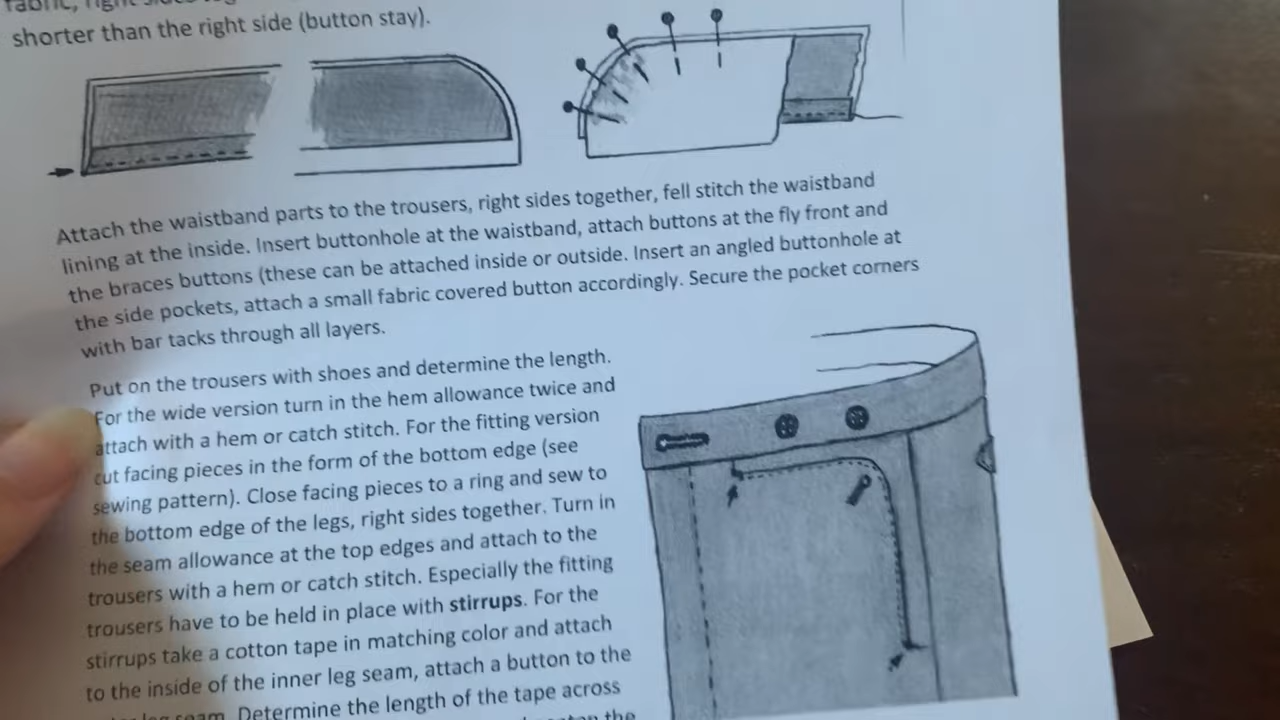 fabric, right sides
shorter than the right side (button stay).
Attach the waistband parts to the trousers, right sides together, fell stitch the waistband
lining at the inside. Insert buttonhole at the waistband, attach buttons at the fly front and
the braces buttons (these can be attached inside or outside. Insert an angled buttonhole at
the side pockets, attach a small fabric covered button accordingly. Secure the pocket corners
with bar tacks through all layers.
Put on the trousers with shoes and determine the length.
For the wide version turn in the hem allowance twice and
attach with a hem or catch stitch. For the fitting version
cut facing pieces in the form of the bottom edge (see
sewing pattern). Close facing pieces to a ring and sew to
the bottom edge of the legs, right sides together. Turn in
the seam allowance at the top edges and attach to the
trousers with a hem or catch stitch. Especially the fitting
trousers have to be held in place with stirrups. For the
stirrups take a cotton tape in matching color and attach
to the inside of the inner leg seam, attach a button to the
leg seam. Determine the length of the tape across
the